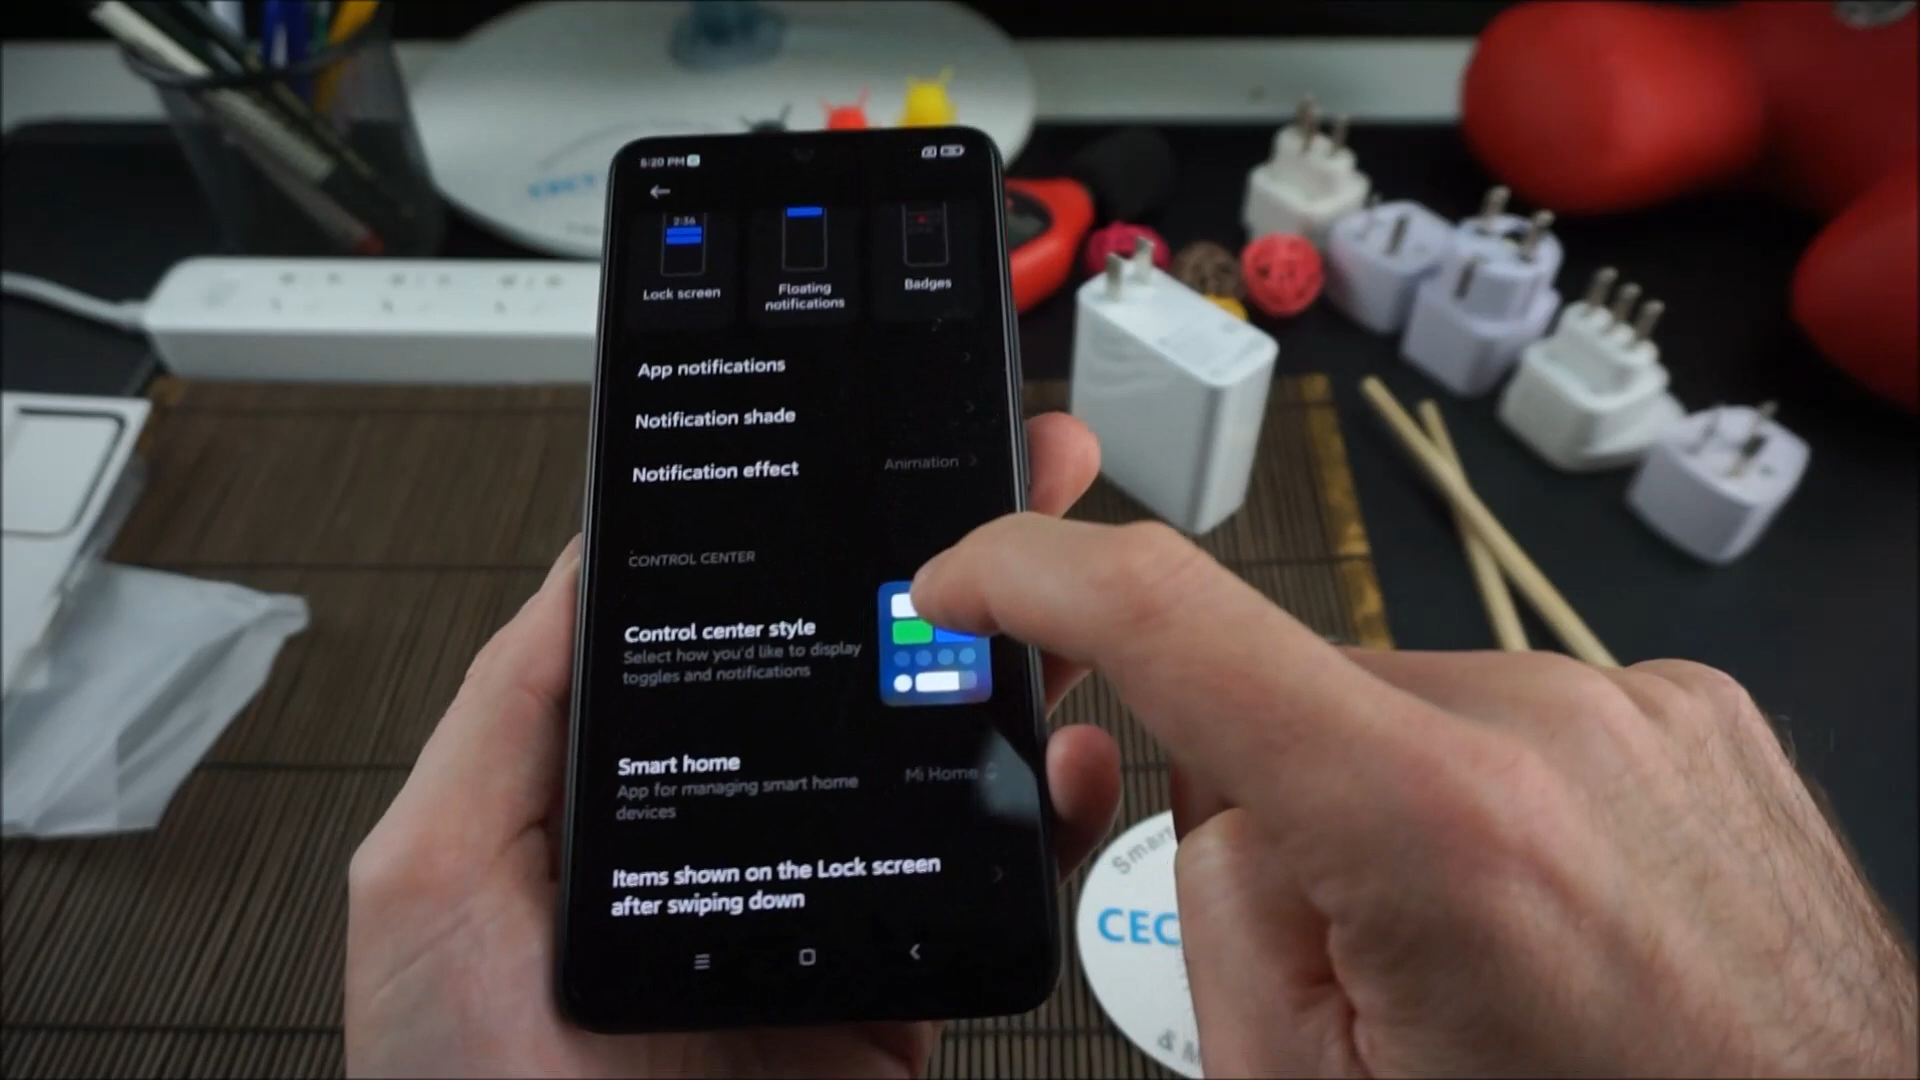 5:20 PM
2:36
Lock screen
Floating
notifications
Badges
App notifications
Notification shade
Notification effect
Animation
CONTROL CENTER
Control center style
Select how you'd like to display
toggles and notifications
Smart home
App for managing smart home
devices
Mi Home
Items shown on the Lock screen
after swiping down
CECT
Smart
CEC
& M